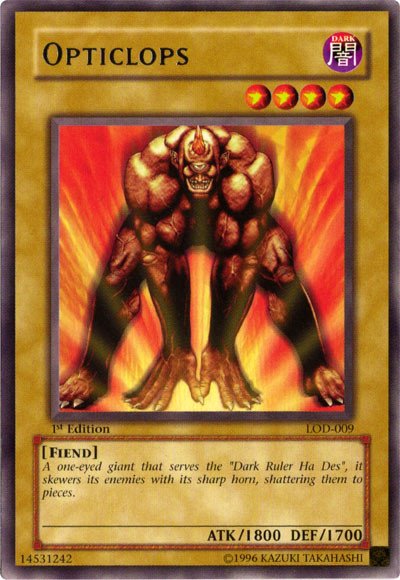 OPTICLOPS
DARK
闇
1st Edition
LOD-009
[FIEND]
A one-eyed giant that serves the "Dark Ruler Ha Des", it
skewers its enemies with its sharp horn, shattering them to
pieces.
ATK/1800 DEF/1700
14531242
©1996 KAZUKI TAKAHASHI